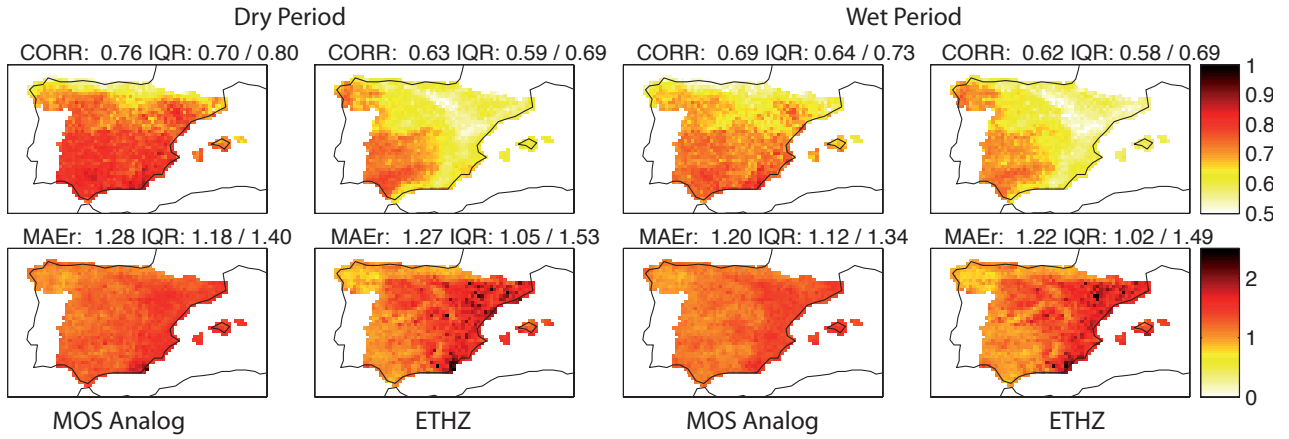 Dry Period Wet Period
CORR: 0.76 IQR: 0.70 / 0.80 CORR: 0.63 IQR: 0.59 / 0.69 CORR: 0.69 IQR: 0.64 / 0.73 CORR: 0.62 IQR: 0.58 / 0.69
1
0.9
0.8
0.7
0.6
0.5
MAEr: 1.28 IQR: 1.18 / 1.40 MAEr: 1.27 IQR: 1.05 / 1.53 MAEr: 1.20 IQR: 1.12 / 1.34 MAEr: 1.22 IQR: 1.02 / 1.49
2
1
0
MOS Analog ETHZ MOS Analog ETHZ